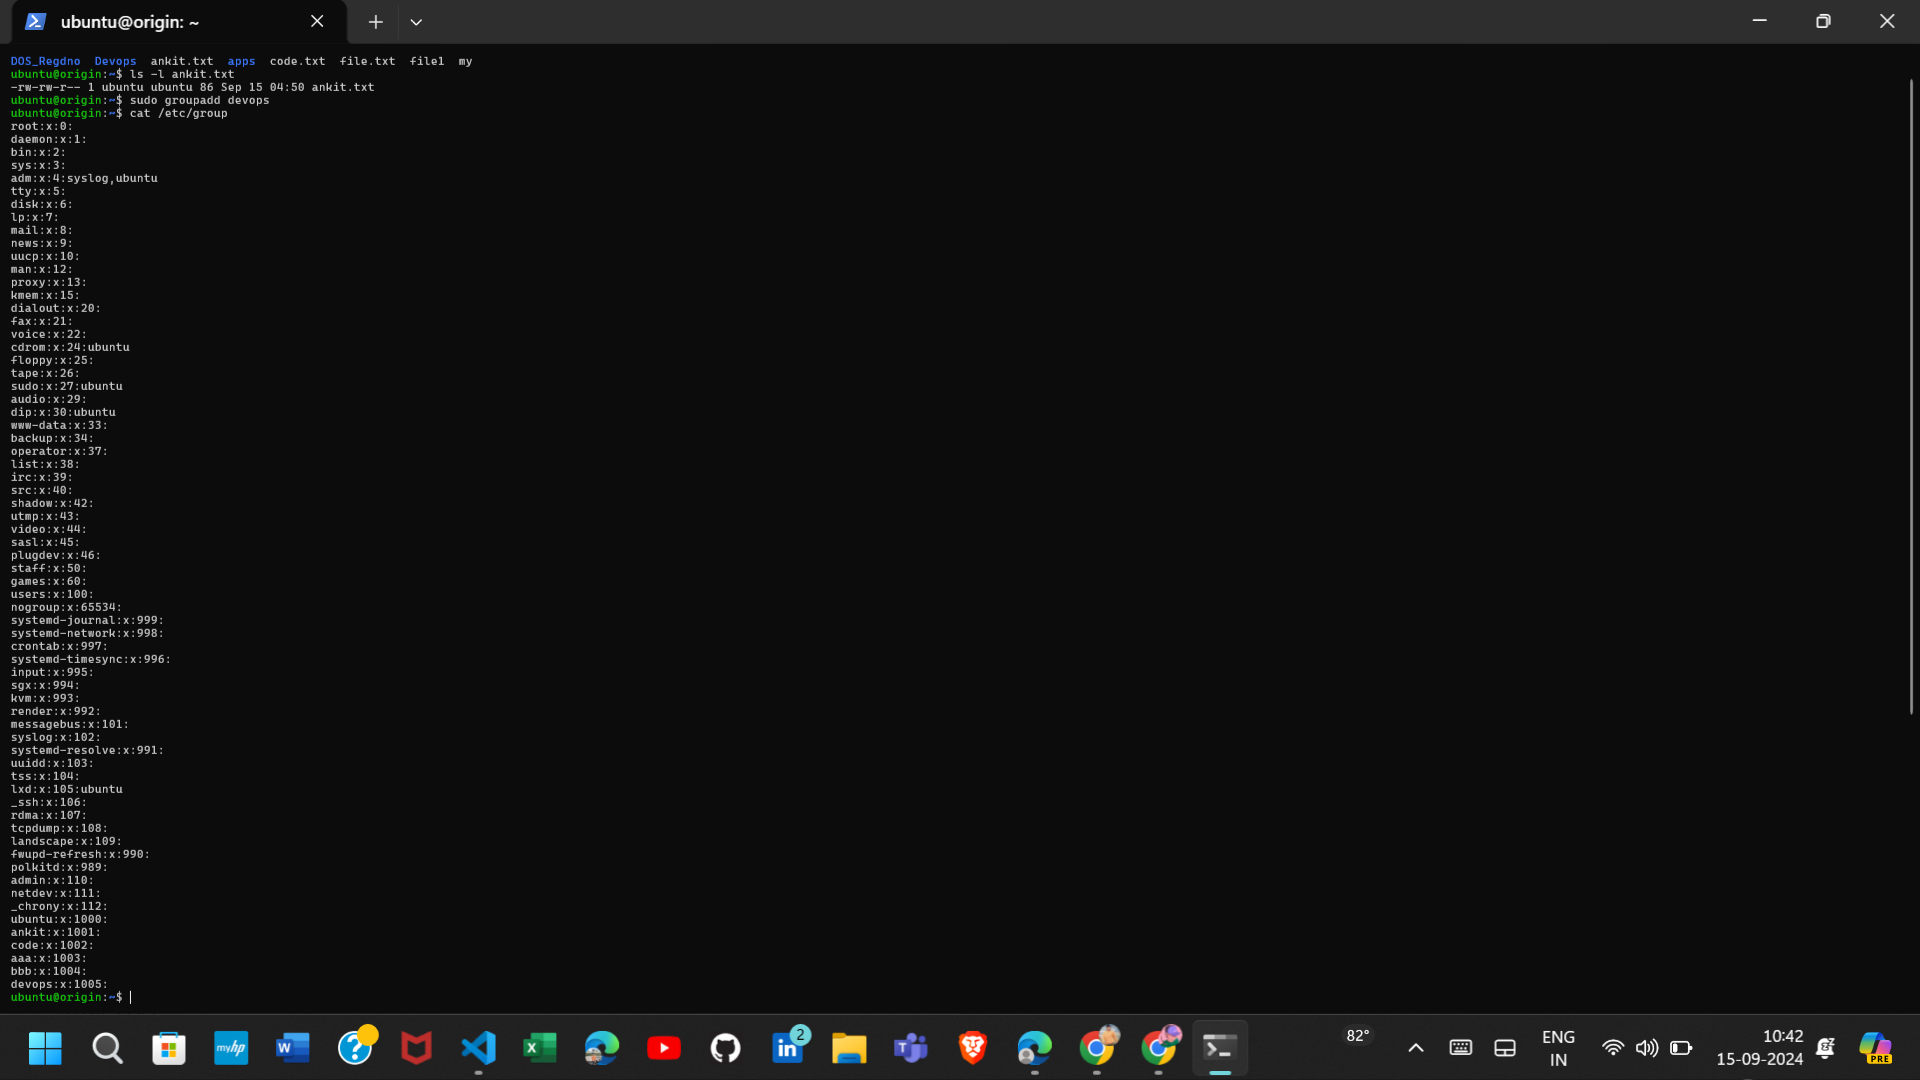 ubuntu@origin: ~
DOS_Regdno Devops ankit.txt apps code.txt file.txt file1 my
ubuntu@origin:~$ ls -l ankit.txt
-rw-rw-r-- 1 ubuntu ubuntu 86 Sep 15 04:50 ankit.txt
ubuntu@origin:~$ sudo groupadd devops
ubuntu@origin:~$ cat /etc/group
root:x:0:
daemon:x:1:
bin:x:2:
sys:x:3:
adm:x:4:syslog,ubuntu
tty:x:5:
disk:x:6:
lp:x:7:
mail:x:8:
news:x:9:
uucp:x:10:
man:x:12:
proxy:x:13:
kmem:x:15:
dialout:x:20:
fax:x:21:
voice:x:22:
cdrom:x:24:ubuntu
floppy:x:25:
tape:x:26:
sudo:x:27:ubuntu
audio:x:29:
dip:x:30:ubuntu
www-data:x:33:
backup:x:34:
operator:x:37:
list:x:38:
irc:x:39:
src:x:40:
shadow:x:42:
utmp:x:43:
video:x:44:
sasl:x:45:
plugdev:x:46:
staff:x:50:
games:x:60:
users:x:100:
nogroup:x:65534:
systemd-journal:x:999:
systemd-network:x:998:
crontab:x:997:
systemd-timesync:x:996:
input:x:995:
sgx:x:994:
kvm:x:993:
render:x:992:
messagebus:x:101:
syslog:x:102:
systemd-resolve:x:991:
uuidd:x:103:
tss:x:104:
lxd:x:105:ubuntu
_ssh:x:106:
rdma:x:107:
tcpdump:x:108:
landscape:x:109:
fwupd-refresh:x:990:
polkitd:x:989:
admin:x:110:
netdev:x:111:
_chrony:x:112:
ubuntu:x:1000:
ankit:x:1001:
code:x:1002:
aaa:x:1003:
bbb:x:1004:
devops:x:1005:
ubuntu@origin:~$
myhp
W
?
X
in
2
T
82°
ENG
IN
10:42
15-09-2024
PRE